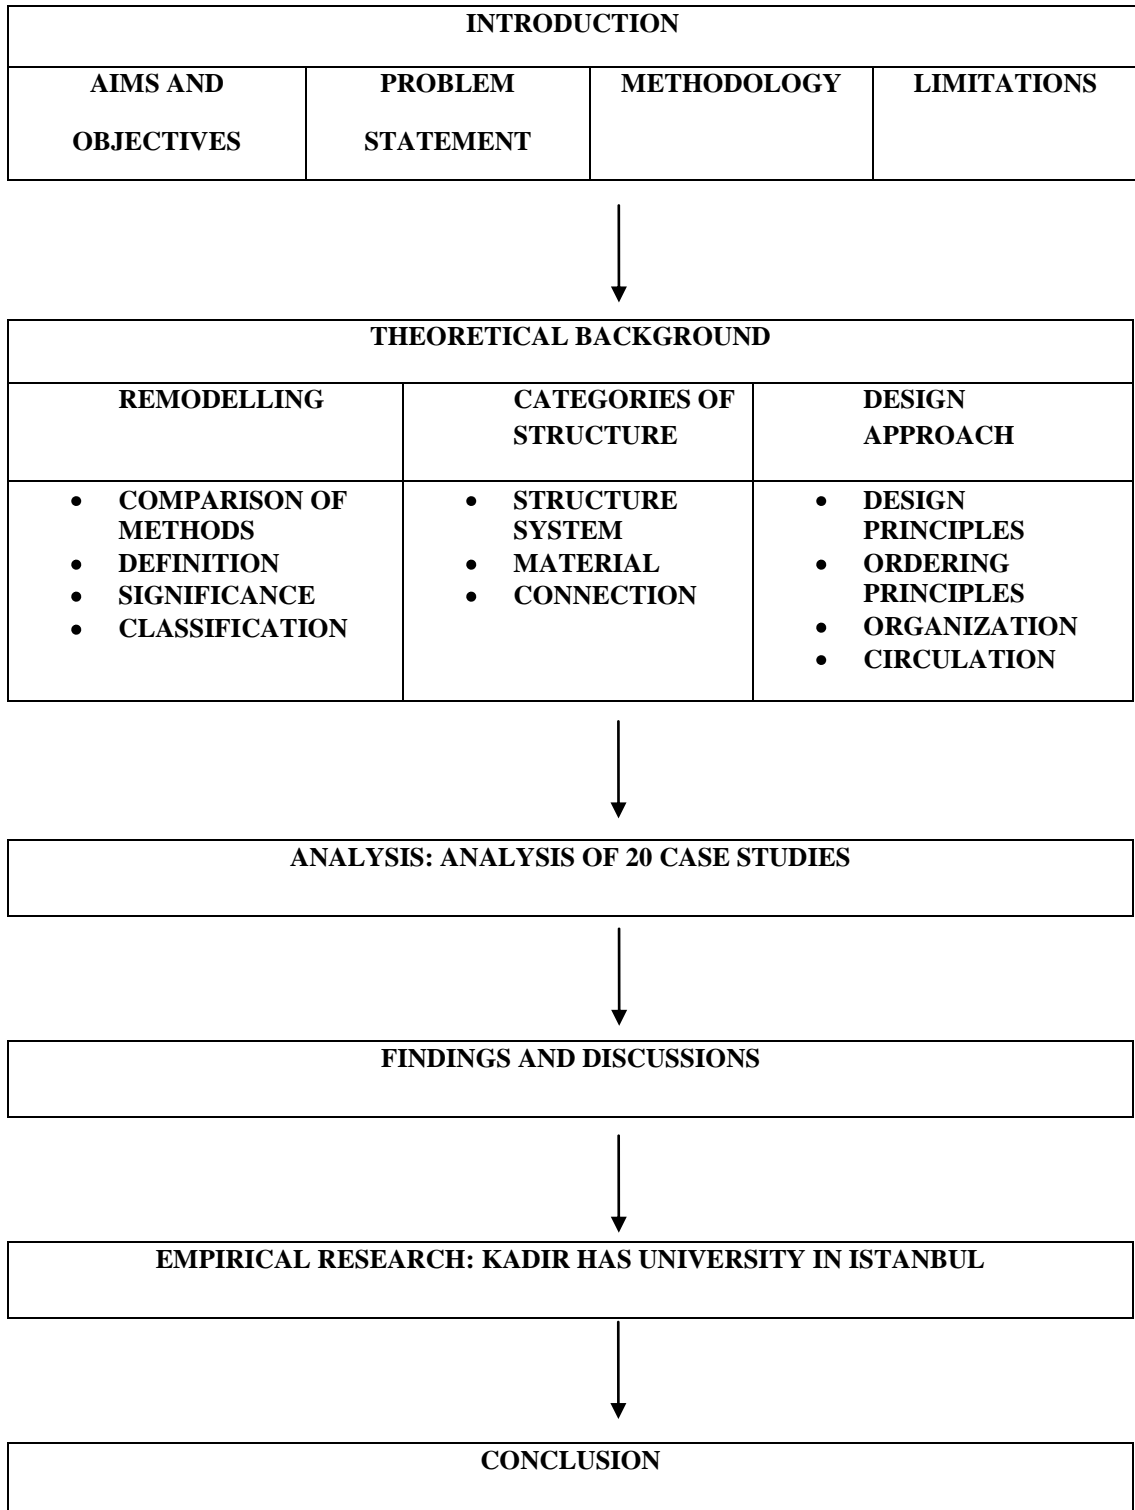 INTRODUCTION
AIMS AND
OBJECTIVES
PROBLEM
STATEMENT
METHODOLOGY
LIMITATIONS
THEORETICAL BACKGROUND
REMODELLING
CATEGORIES OF
STRUCTURE
DESIGN
APPROACH
• COMPARISON OF
METHODS
• DEFINITION
• SIGNIFICANCE
• CLASSIFICATION
• STRUCTURE
SYSTEM
• MATERIAL
• CONNECTION
• DESIGN
PRINCIPLES
• ORDERING
PRINCIPLES
• ORGANIZATION
• CIRCULATION
ANALYSIS: ANALYSIS OF 20 CASE STUDIES
FINDINGS AND DISCUSSIONS
EMPIRICAL RESEARCH: KADIR HAS UNIVERSITY IN ISTANBUL
CONCLUSION